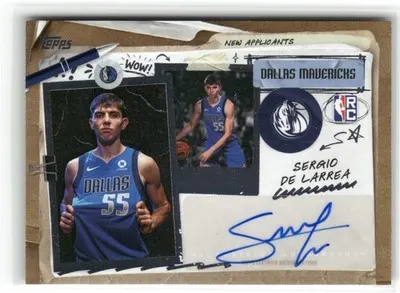 Topps
NEW APPLICANTS
WOW!
DALLAS MAVERICKS
RC
55
SERGIO
DE LARREA
DALLAS
55